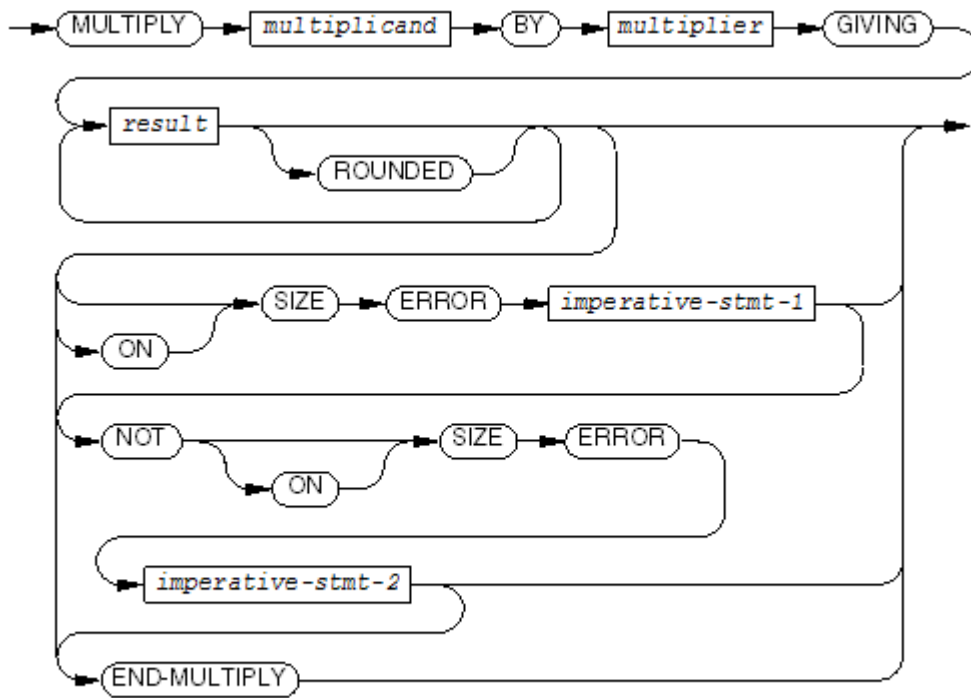 MULTIPLY multiplicand BY multiplier GIVING
result
ROUNDED
SIZE ERROR imperative-stmt-1
ON
NOT SIZE ERROR
ON
imperative-stmt-2
END-MULTIPLY